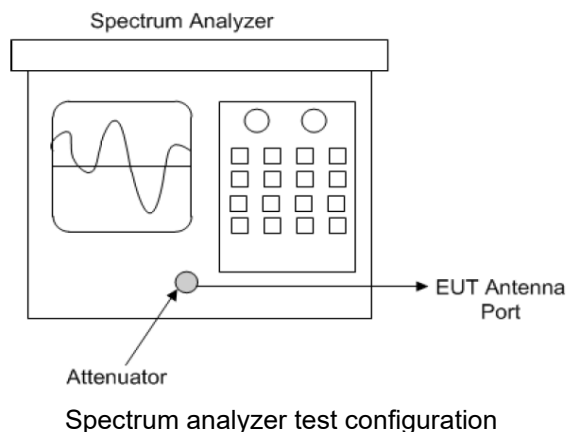 Spectrum Analyzer
EUT Antenna
Port
Attenuator
Spectrum analyzer test configuration